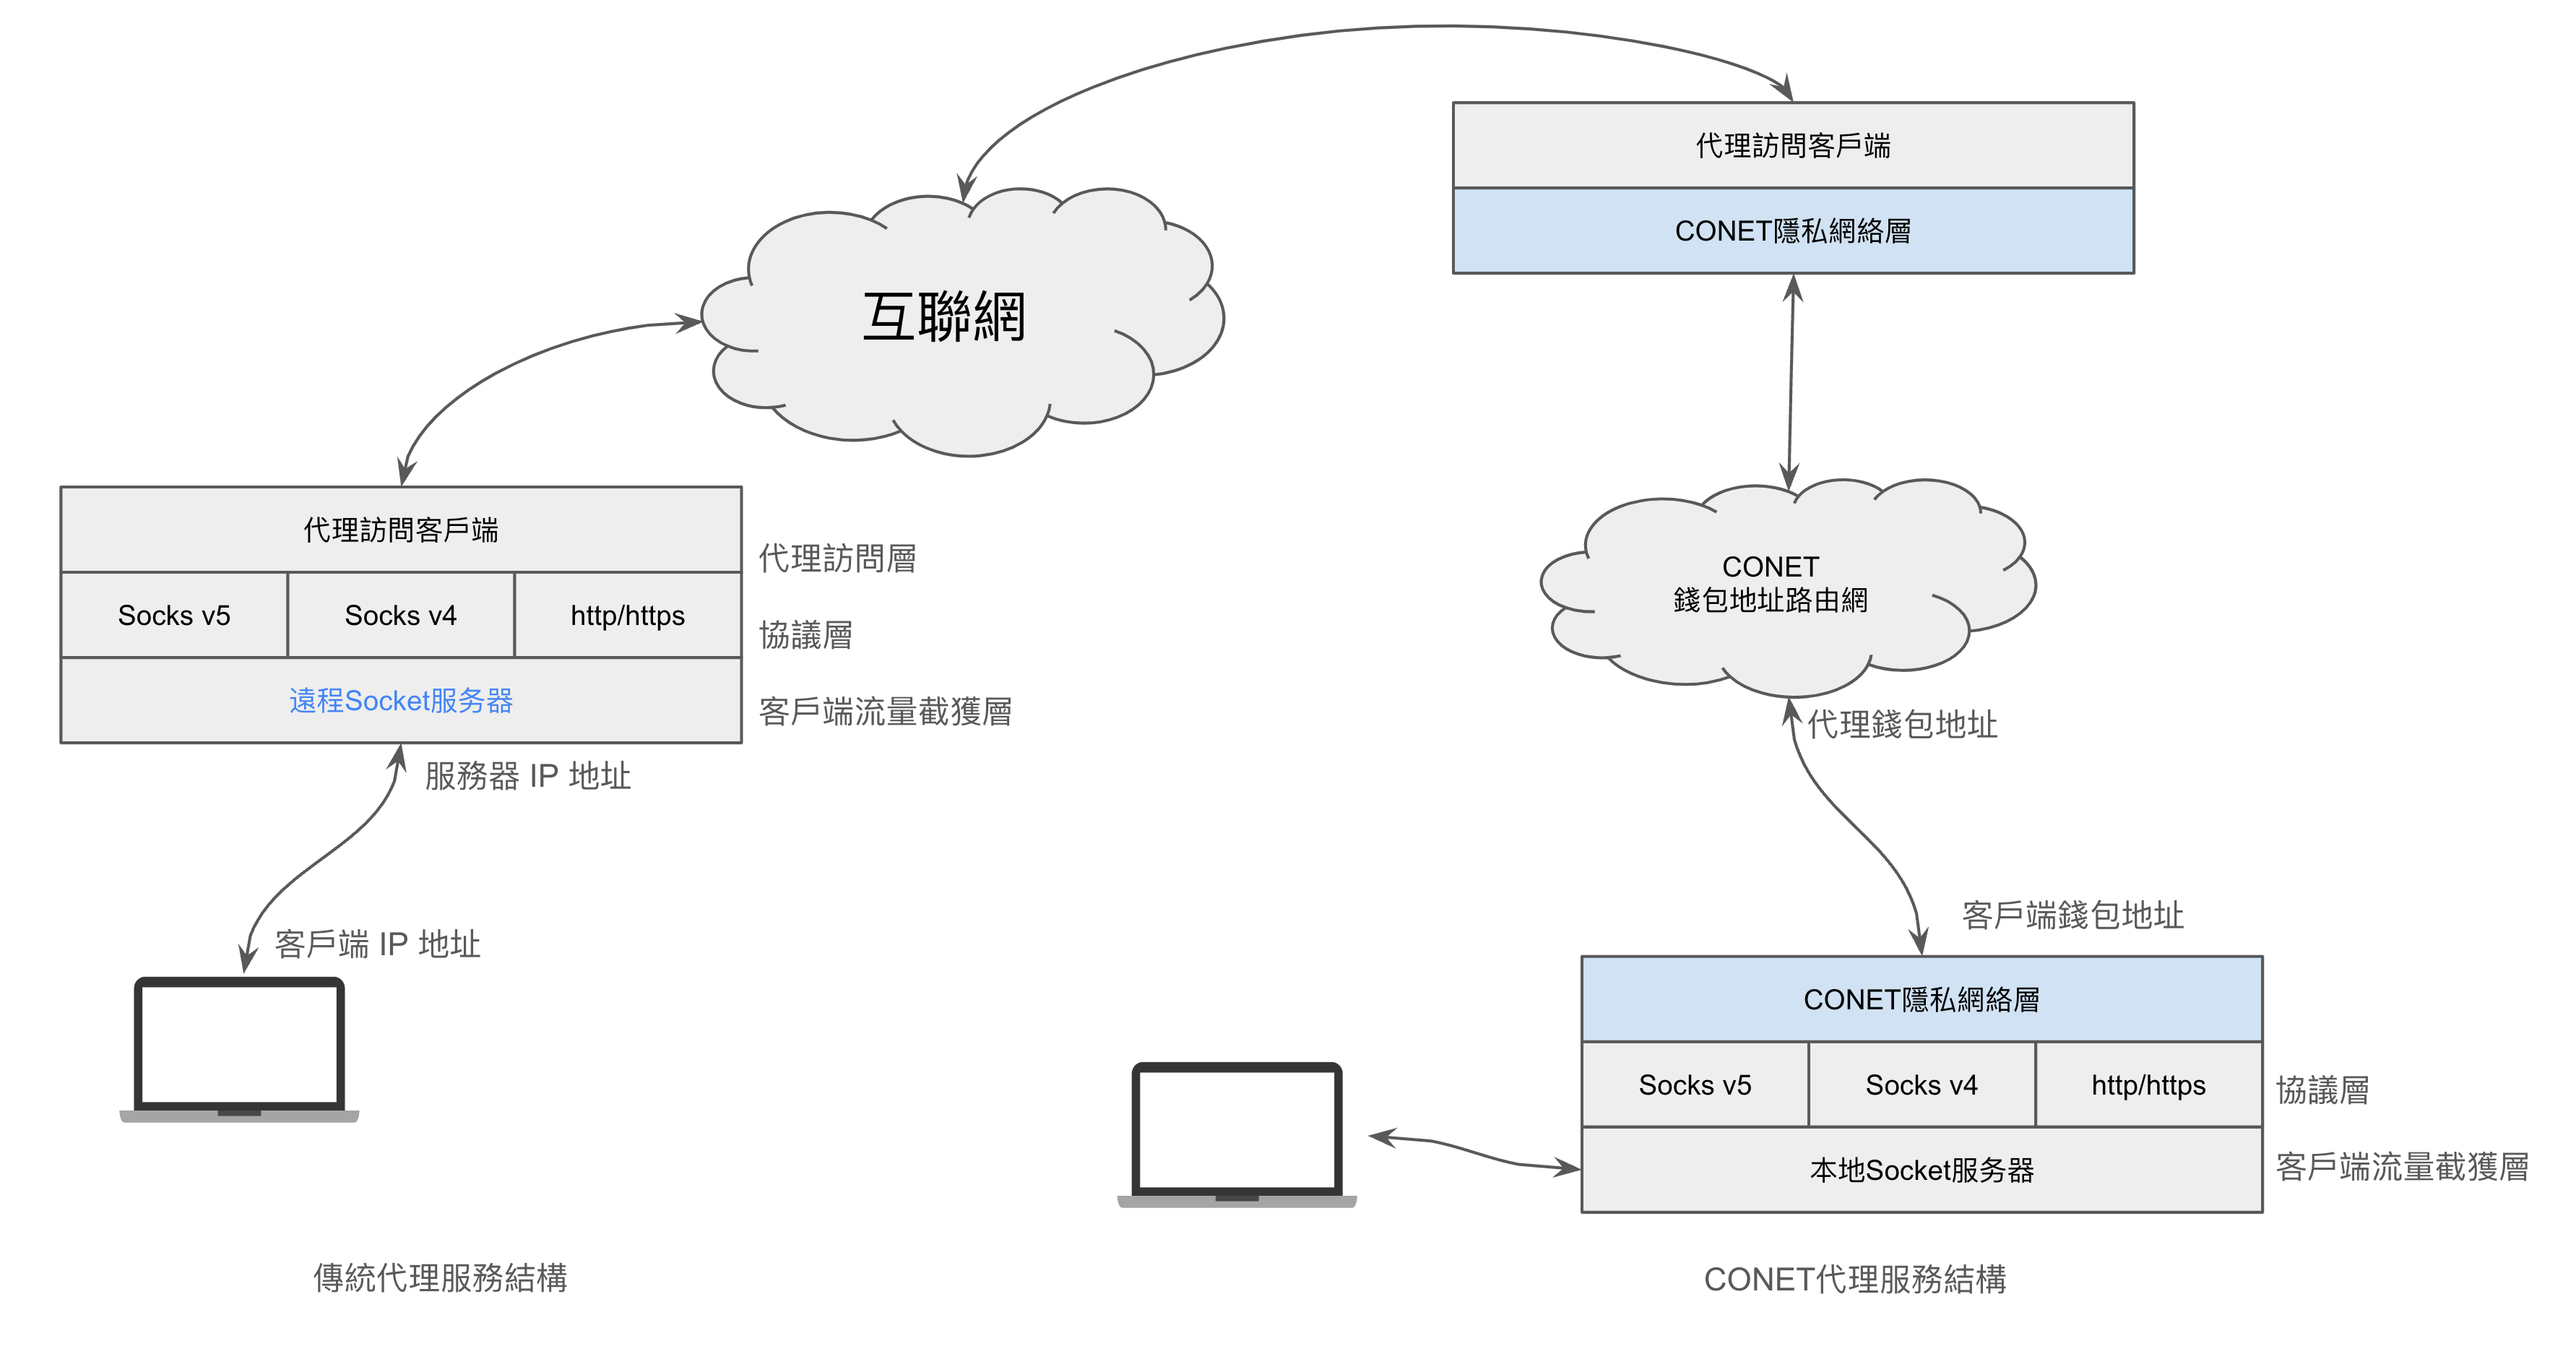 代理訪問客戶端
CONET隱私網絡層
互聯網
代理訪問客戶端
代理訪問層
Socks v5
Socks v4
http/https
協議層
遠程Socket服务器
客戶端流量截獲層
服務器 IP 地址
客戶端 IP 地址
CONET
錢包地址路由網
代理錢包地址
客戶端錢包地址
CONET隱私網絡層
Socks v5
Socks v4
http/https
協議層
本地Socket服务器
客戶端流量截獲層
傳統代理服務結構
CONET代理服務結構